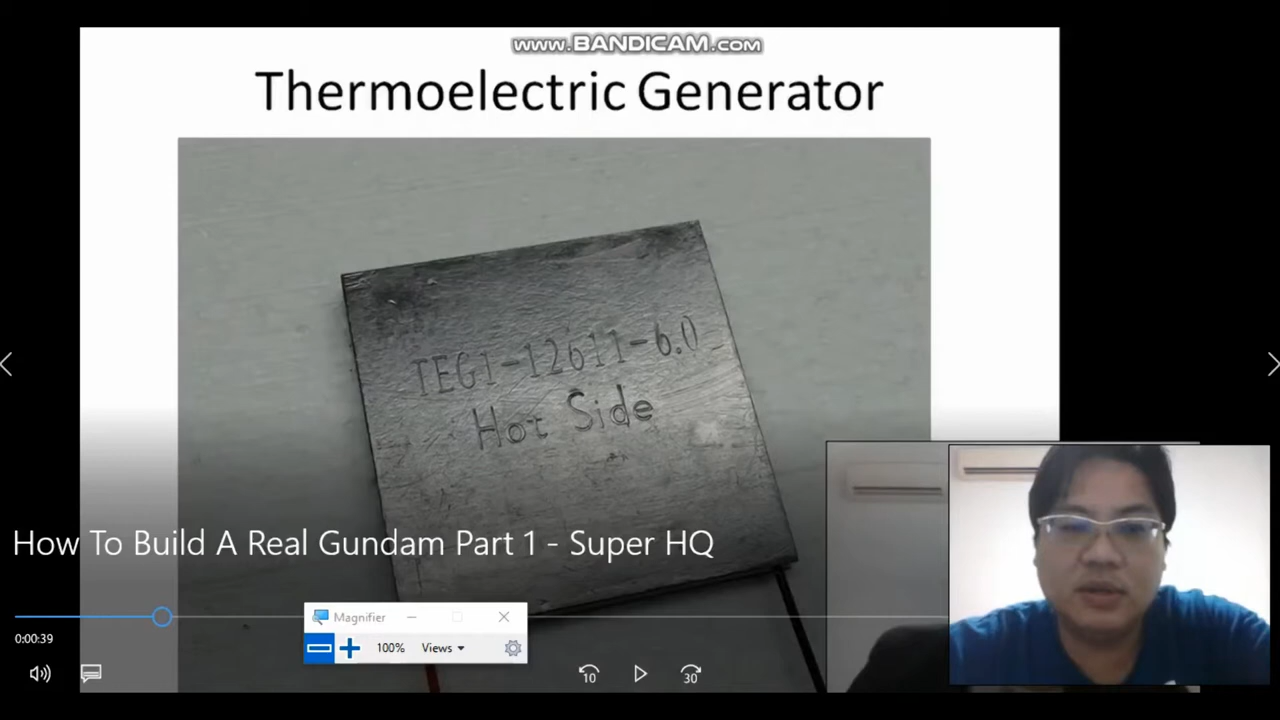 www.BANDICAM.com
Thermoelectric Generator
TEG1-12611-6.0
Hot Side
How To Build A Real Gundam Part 1 - Super HQ
Magnifier
100% Views
0:00:39
10
30